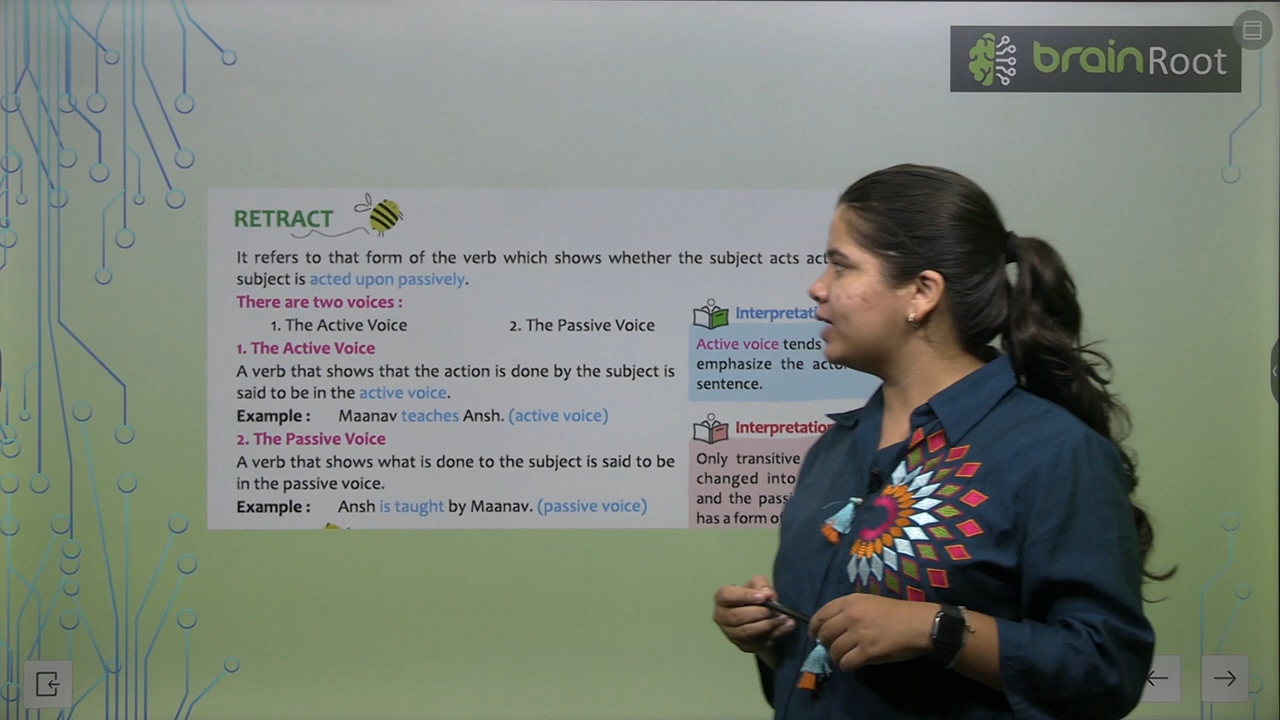 brainRoot
RETRACT
It refers to that form of the verb which shows whether the subject acts
subject is acted upon passively.
There are two voices :
1. The Active Voice
2. The Passive Voice
1. The Active Voice
A verb that shows that the action is done by the subject is
said to be in the active voice.
Example : Maanav teaches Ansh. (active voice)
2. The Passive Voice
A verb that shows what is done to the subject is said to be
in the passive voice.
Example : Ansh is taught by Maanav. (passive voice)
Active voice tends
emphasize the
sentence.
Only transitive
changed into
and the
has a form